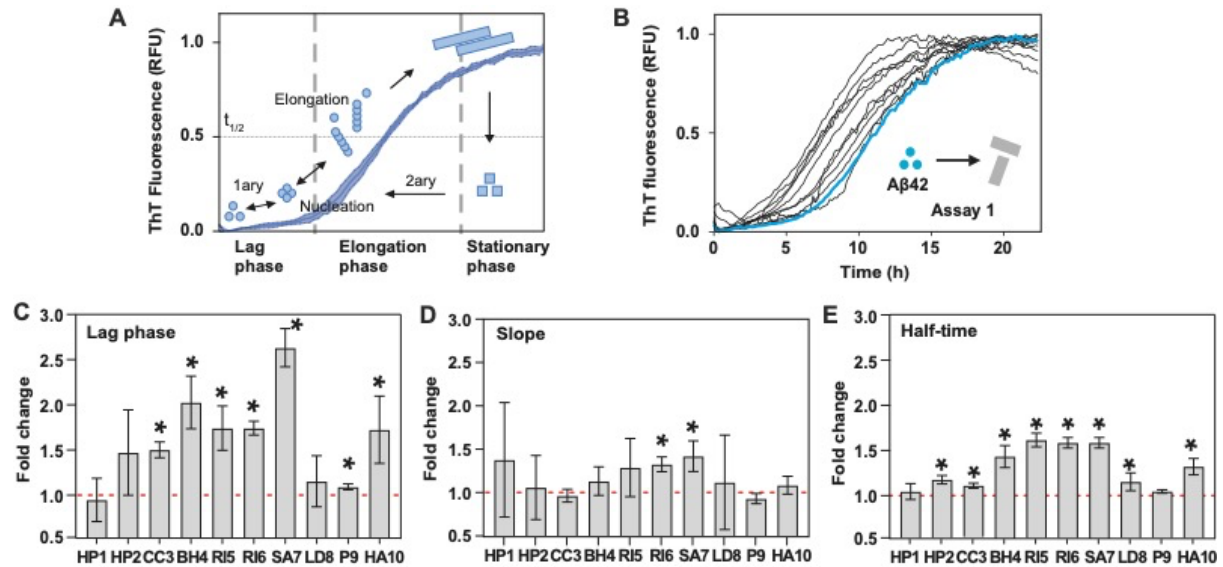 A
ThT Fluorescence (RFU)
1.0
0.5
0.0
t1/2
Elongation
1ary
Nucleation
2ary
Lag phase
Elongation phase
Stationary phase
B
ThT fluorescence (RFU)
1.0
0.5
0.0
Aβ42
Assay 1
0 5 10 15 20
Time (h)
C
Lag phase
Fold change
3.0
2.5
2.0
1.5
1.0
0.5
* * * * * * *
HP1 HP2 CC3 BH4 RI5 RI6 SA7 LD8 P9 HA10
D
Slope
Fold change
3.0
2.5
2.0
1.5
1.0
0.5
* *
HP1 HP2 CC3 BH4 RI5 RI6 SA7 LD8 P9 HA10
E
Half-time
Fold change
3.0
2.5
2.0
1.5
1.0
0.5
* * * * * * * *
HP1 HP2 CC3 BH4 RI5 RI6 SA7 LD8 P9 HA10